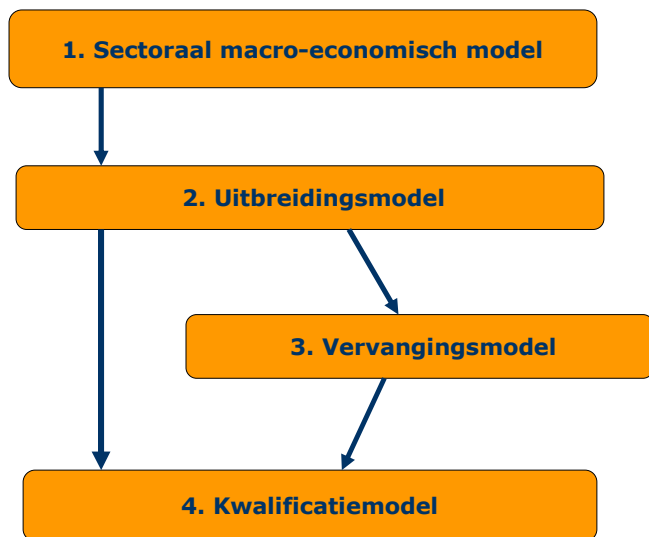 1. Sectoraal macro-economisch model
2. Uitbreidingsmodel
3. Vervangingsmodel
4. Kwalificatiemodel